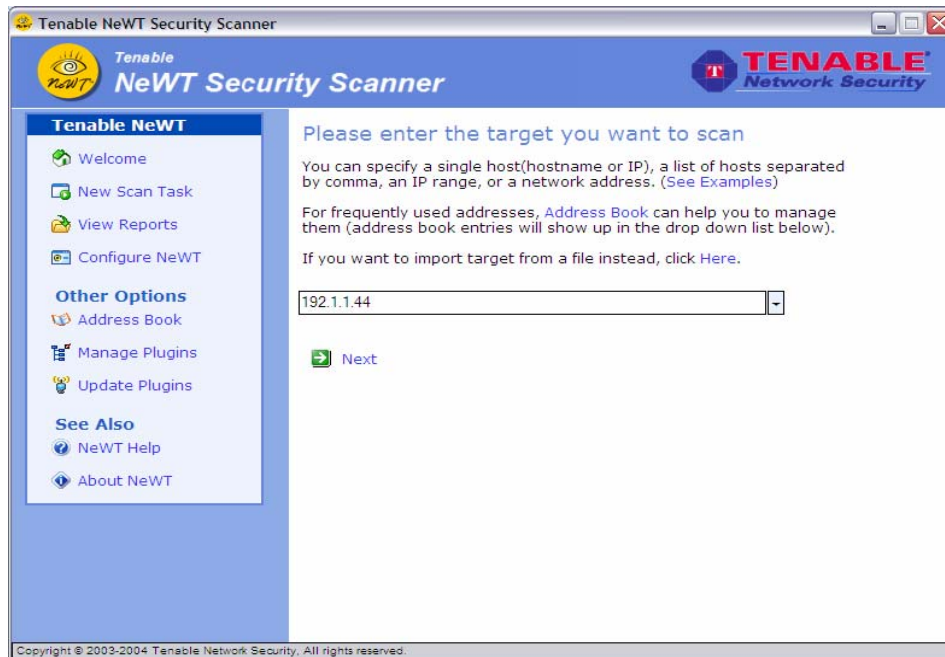 Tenable NeWT Security Scanner
NeWT
Tenable
NeWT Security Scanner
T
TENABLE
Network Security
Tenable NeWT
Welcome
New Scan Task
View Reports
Configure NeWT
Other Options
Address Book
Manage Plugins
Update Plugins
See Also
NeWT Help
About NeWT
Please enter the target you want to scan
You can specify a single host(hostname or IP), a list of hosts separated
by comma, an IP range, or a network address. (See Examples)
For frequently used addresses, Address Book can help you to manage
them (address book entries will show up in the drop down list below).
If you want to import target from a file instead, click Here.
192.1.1.44
Next
Copyright © 2003-2004 Tenable Network Security, All rights reserved.